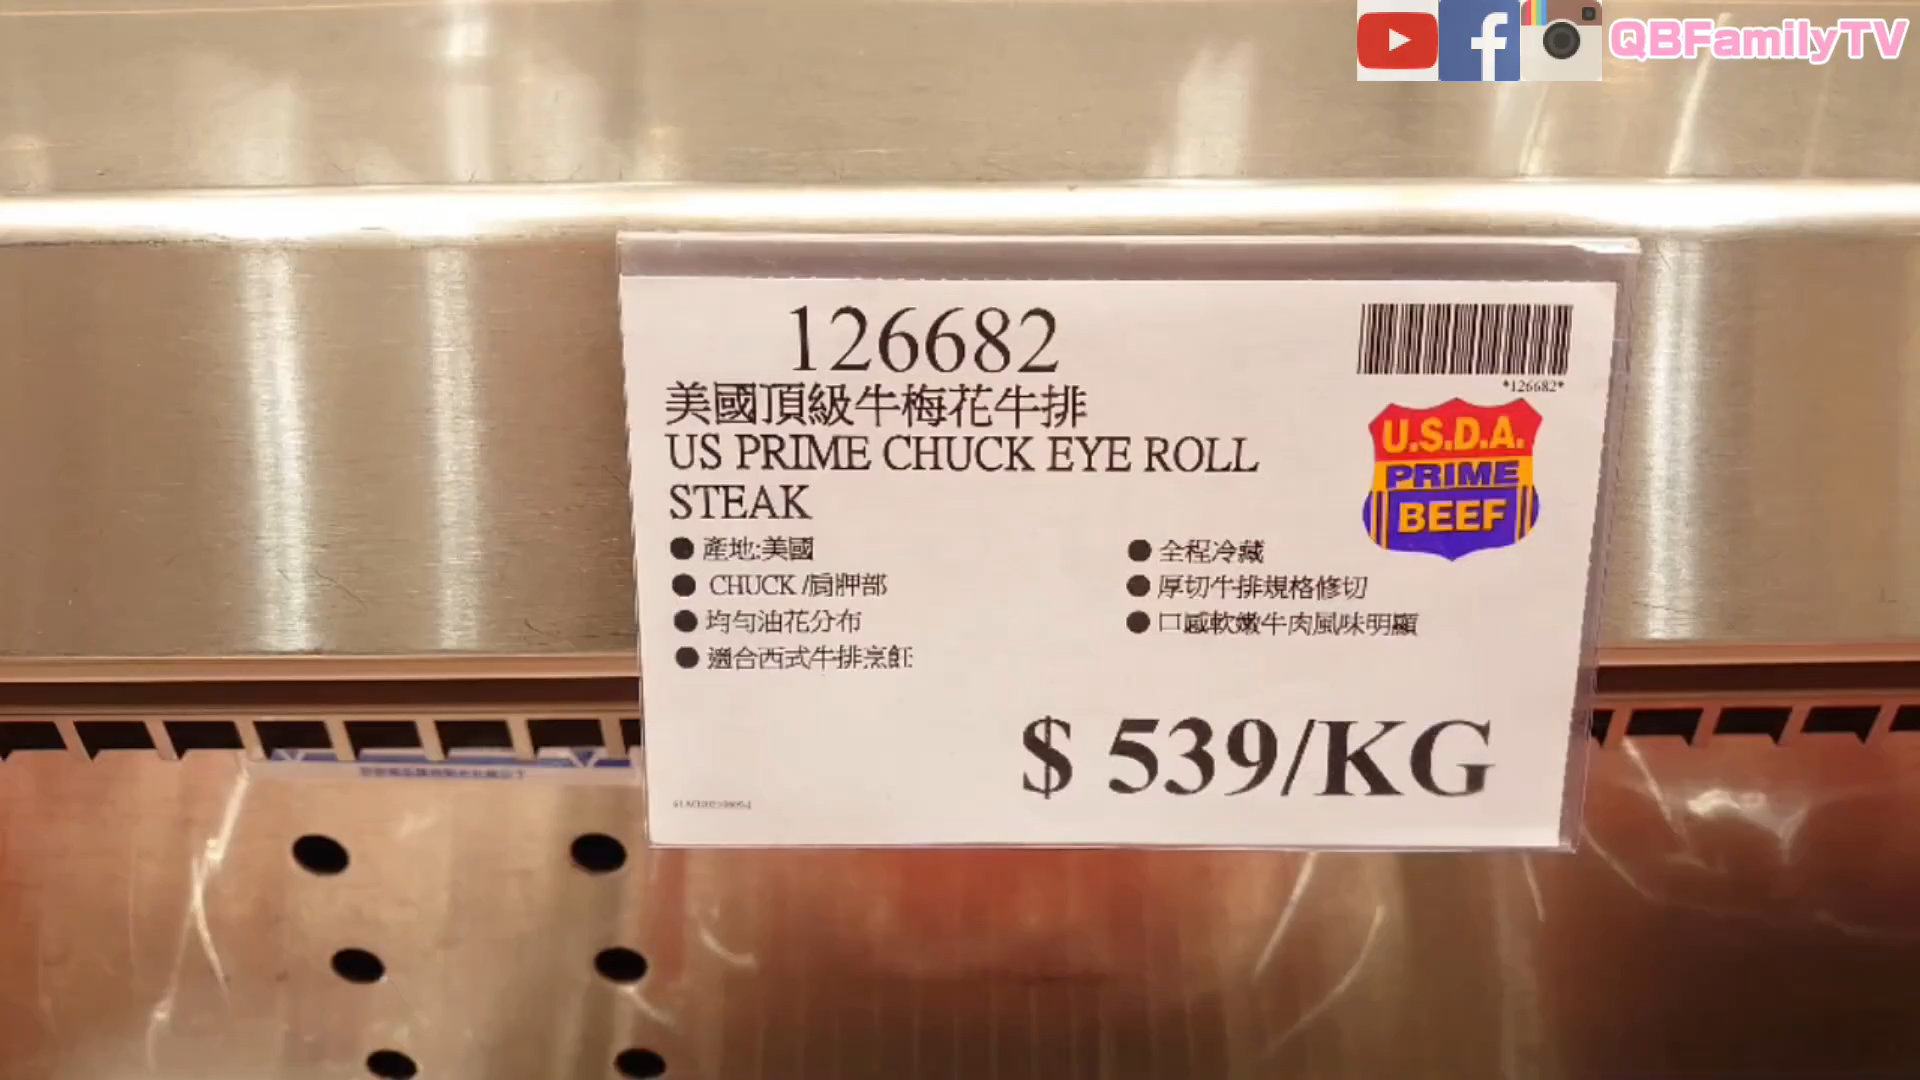 QBFamilyTV
126682
*126682*
美國頂級牛梅花牛排
US PRIME CHUCK EYE ROLL
STEAK
U.S.D.A.
PRIME
BEEF
產地:美國
CHUCK /肩胛部
均勻油花分布
適合西式牛排烹飪
全程冷藏
厚切牛排規格修切
口感軟嫩牛肉風味明顯
$ 539/KG